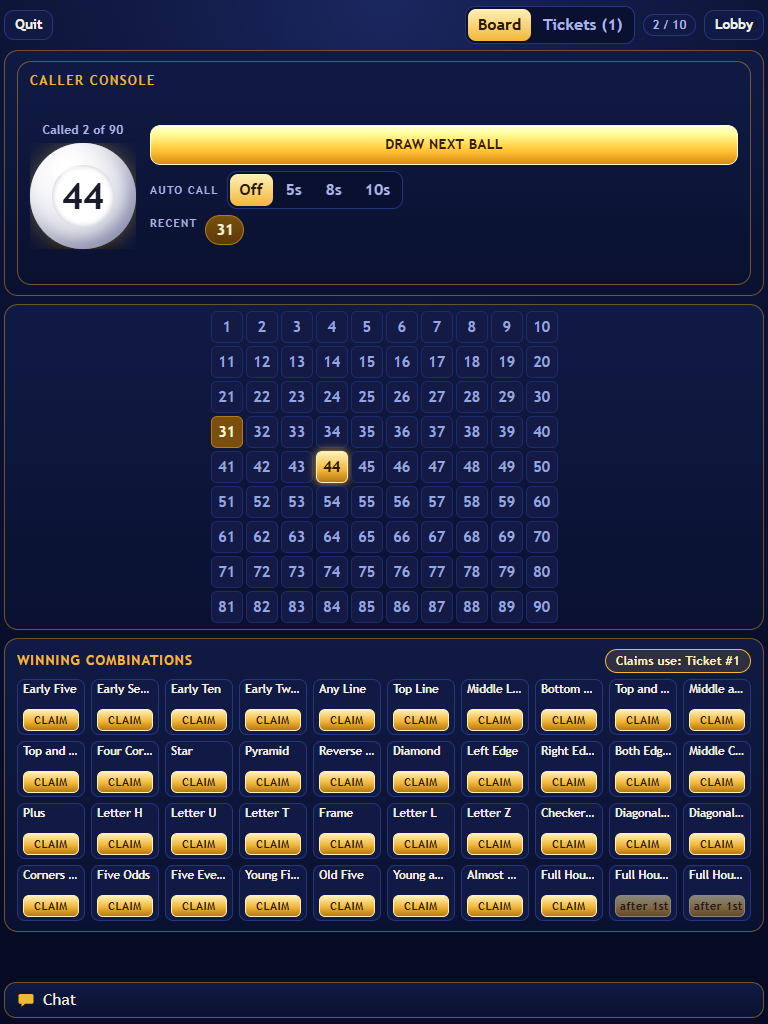 Quit Board Tickets (1) 2 / 10 Lobby
CALLER CONSOLE
Called 2 of 90
44
DRAW NEXT BALL
AUTO CALL Off 5s 8s 10s
RECENT 31
1 2 3 4 5 6 7 8 9 10
11 12 13 14 15 16 17 18 19 20
21 22 23 24 25 26 27 28 29 30
31 32 33 34 35 36 37 38 39 40
41 42 43 44 45 46 47 48 49 50
51 52 53 54 55 56 57 58 59 60
61 62 63 64 65 66 67 68 69 70
71 72 73 74 75 76 77 78 79 80
81 82 83 84 85 86 87 88 89 90
WINNING COMBINATIONS Claims use: Ticket #1
Early Five Early Se... Early Ten Early Tw... Any Line Top Line Middle L... Bottom ... Top and ... Middle a...
CLAIM CLAIM CLAIM CLAIM CLAIM CLAIM CLAIM CLAIM CLAIM CLAIM
Top and ... Four Cor... Star Pyramid Reverse ... Diamond Left Edge Right Ed... Both Edg... Middle C...
CLAIM CLAIM CLAIM CLAIM CLAIM CLAIM CLAIM CLAIM CLAIM CLAIM
Plus Letter H Letter U Letter T Frame Letter L Letter Z Checker... Diagonal... Diagonal...
CLAIM CLAIM CLAIM CLAIM CLAIM CLAIM CLAIM CLAIM CLAIM CLAIM
Corners ... Five Odds Five Eve... Young Fi... Old Five Young a... Almost ... Full Hou... Full Hou... Full Hou...
CLAIM CLAIM CLAIM CLAIM CLAIM CLAIM CLAIM CLAIM after 1st after 1st
Chat